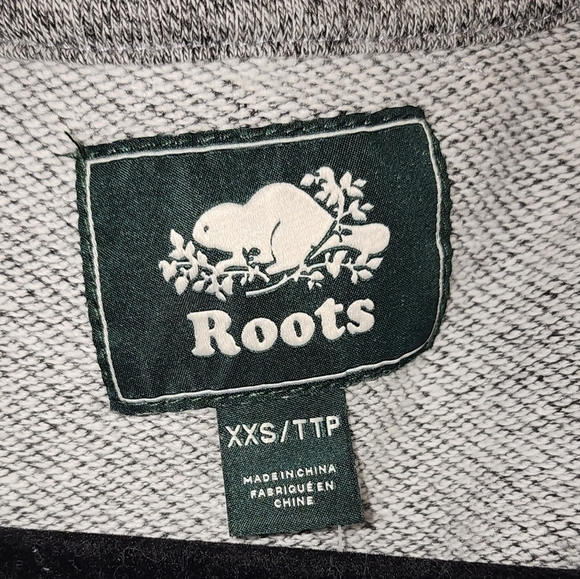 Roots
XXS/TTP
MADE IN CHINA
FABRIQUÉ EN
CHINE